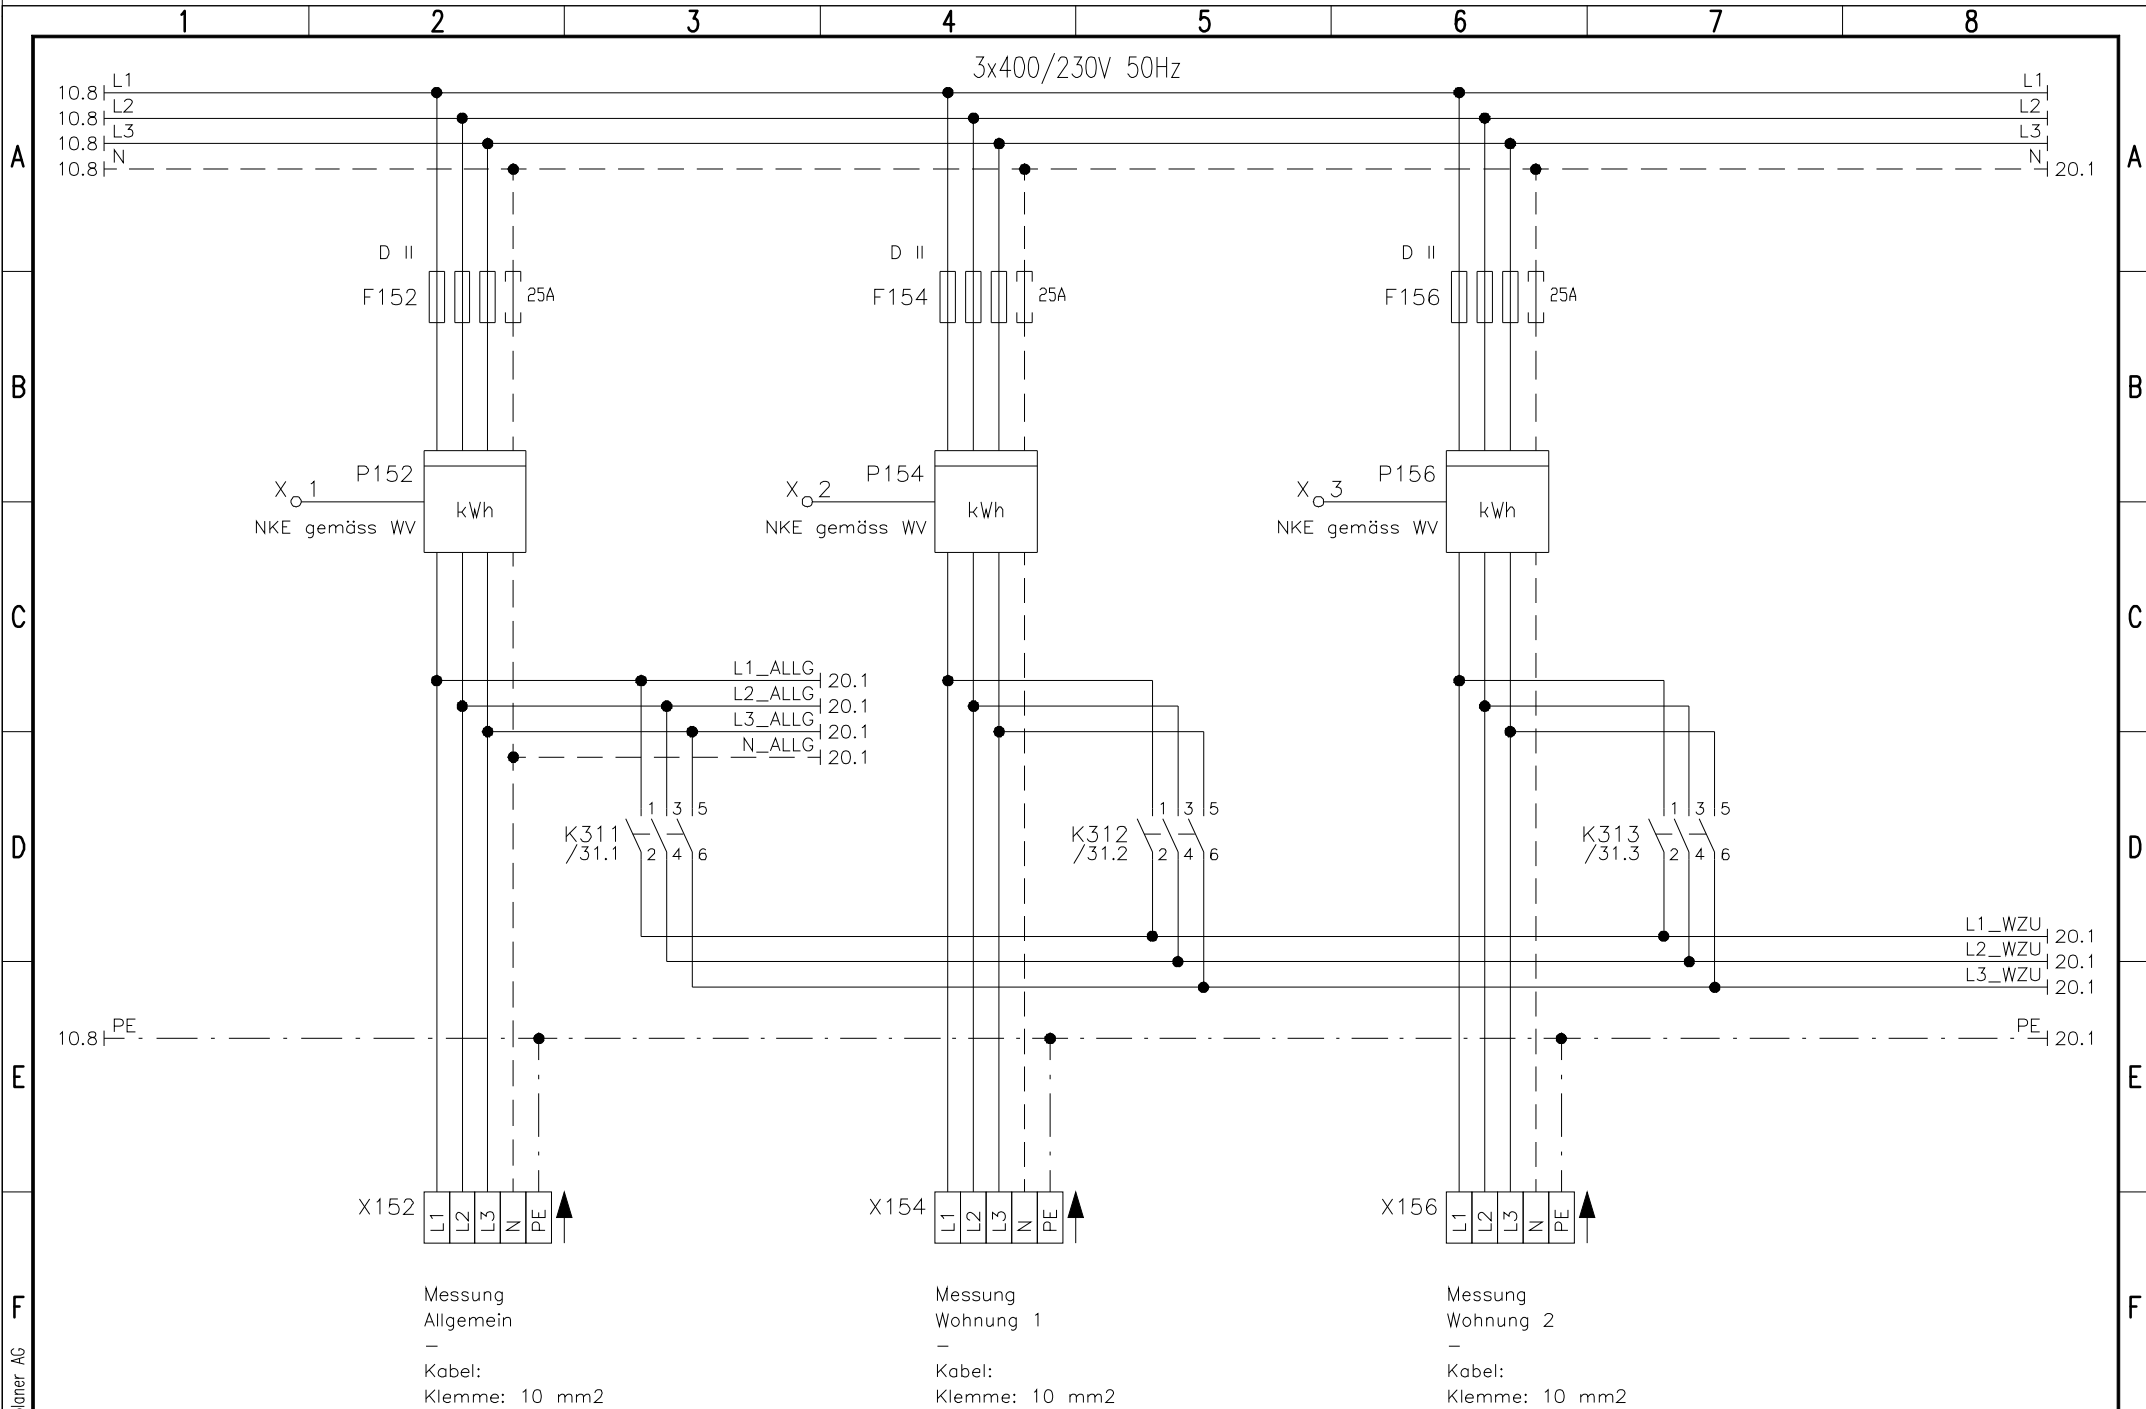 1 2 3 4 5 6 7 8
3x400/230V 50Hz
10.8 L1 L1
10.8 L2 L2
10.8 L3 L3
10.8 N N 20.1
A A
D II D II D II
F152 25A F154 25A F156 25A
B B
P152 P154 P156
X 1 X 2 X 3
kWh kWh kWh
NKE gemäss WV NKE gemäss WV NKE gemäss WV
C C
L1_ALLG 20.1
L2_ALLG 20.1
L3_ALLG 20.1
N_ALLG 20.1
1 3 5 1 3 5 1 3 5
K311 K312 K313
/31.1 2 4 6 /31.2 2 4 6 /31.3 2 4 6
D D
L1_WZU 20.1
L2_WZU 20.1
L3_WZU 20.1
10.8 PE PE 20.1
E E
X152 L1 L2 L3 N PE X154 L1 L2 L3 N PE X156 L1 L2 L3 N PE
Messung Messung Messung
F F
Allgemein Wohnung 1 Wohnung 2
– – –
Kabel: Kabel: Kabel:
Klemme: 10 mm2 Klemme: 10 mm2 Klemme: 10 mm2
AG